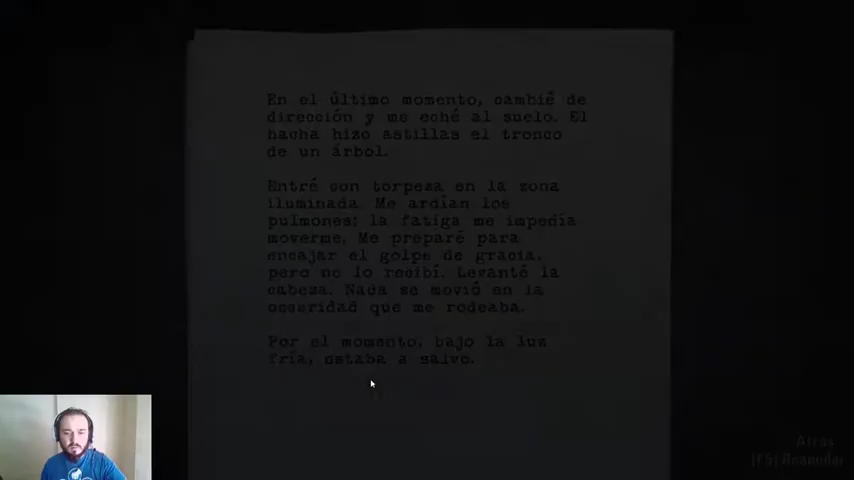 En el último momento, cambié de
dirección y me eché al suelo. El
hacha hizo astillas el tronco
de un árbol.
Entré con torpeza en la zona
iluminada. Me ardían los
pulmones; la fatiga me impedía
moverme. Me preparé para
encajar el golpe de gracia,
pero no lo recibí. Levanté la
cabeza. Nada se movió en la
oscuridad que me rodeaba.
Por el momento, bajo la luz
fría, estaba a salvo.
Atrás
[F5] Reanudar